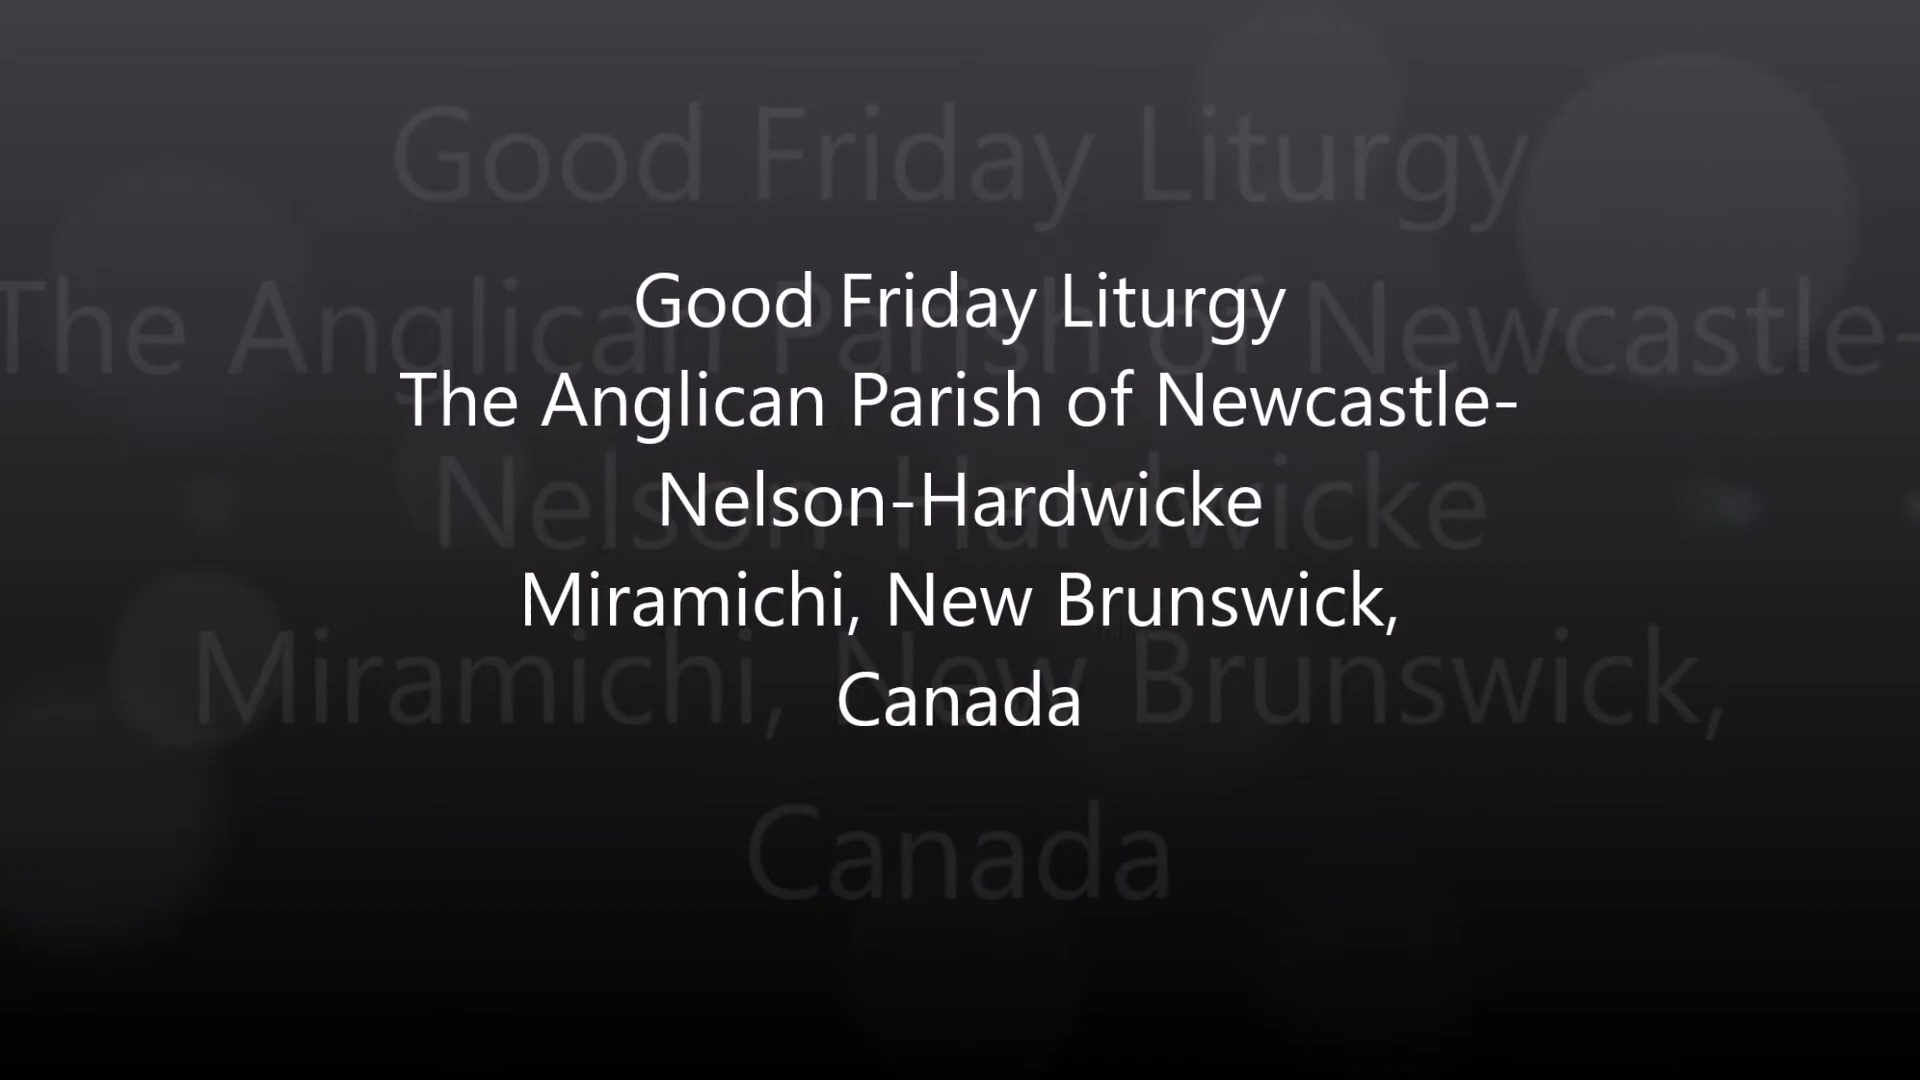 Good Friday Liturgy
The Anglican Parish of Newcastle-
Nelson-Hardwicke
Miramichi, New Brunswick,
Canada